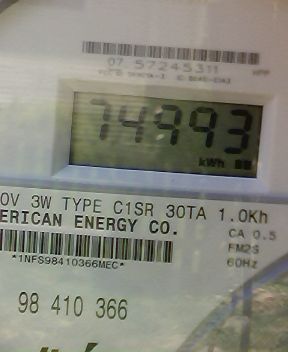 07 57245311
74993
kWh
0V 3W TYPE C1SR 30TA 1.0Kh
ERICAN ENERGY CO.
CA 0.5
FM2S
*1NFS98410366MEC*
60Hz
98 410 366